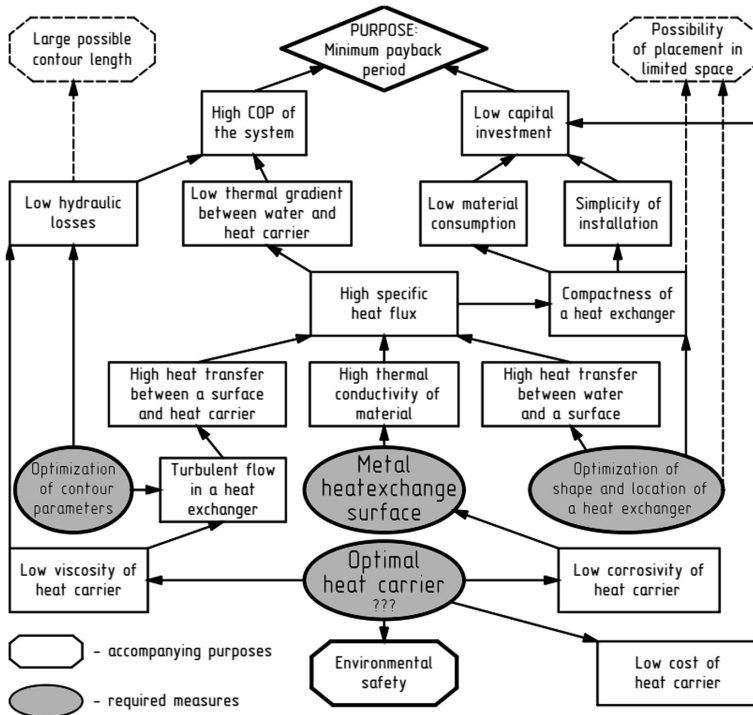 Large possible
contour length
PURPOSE:
Minimum payback
period
Possibility
of placement in
limited space
High COP of
the system
Low capital
investment
Low hydraulic
losses
Low thermal gradient
between water and
heat carrier
Low material
consumption
Simplicity of
installation
High specific
heat flux
Compactness of
a heat exchanger
High heat transfer
between a surface
and heat carrier
High thermal
conductivity of
material
High heat transfer
between water
and a surface
Optimization
of contour
parameters
Turbulent flow
in a heat
exchanger
Metal
heatexchange
surface
Optimization of
shape and location of
a heat exchanger
Low viscosity of
heat carrier
Optimal
heat carrier
???
Low corrosivity of
heat carrier
- accompanying purposes
Environmental
safety
Low cost of
heat carrier
- required measures